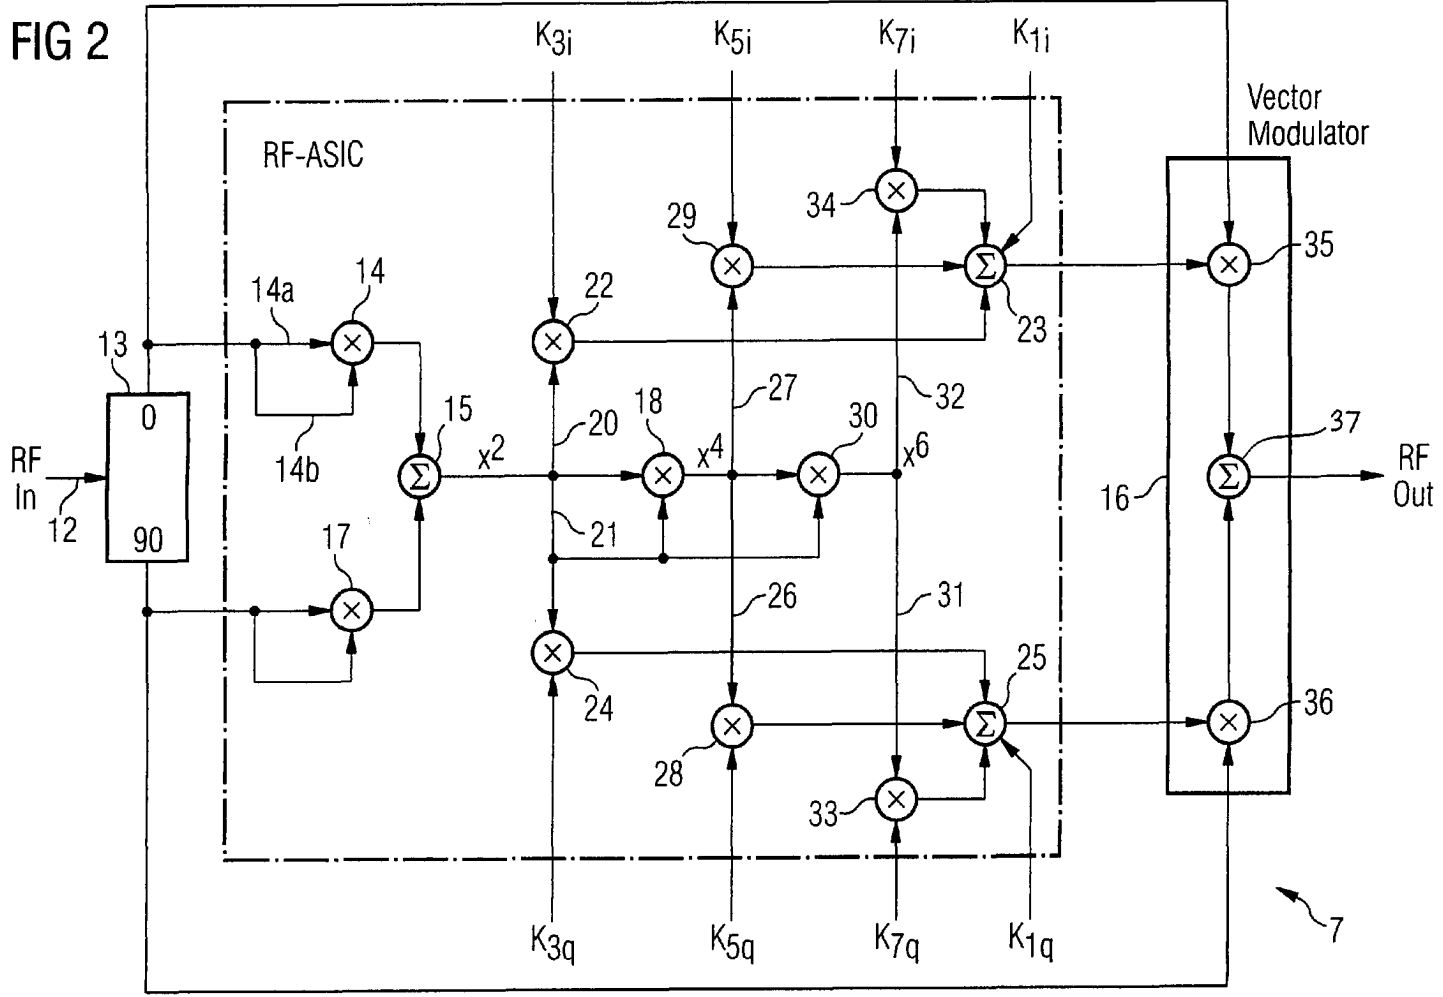 FIG 2
K3i K5i K7i K1i
Vector
Modulator
RF-ASIC
34
29
35
14
22
14a
23
13
0
18
27
32
30
37
15
20
RF
In
x2
x4
x6
RF
Out
14b
16
12
21
90
17
26
31
25
24
36
28
33
K3q K5q K7q K1q
7
Σ
Σ
Σ
Σ